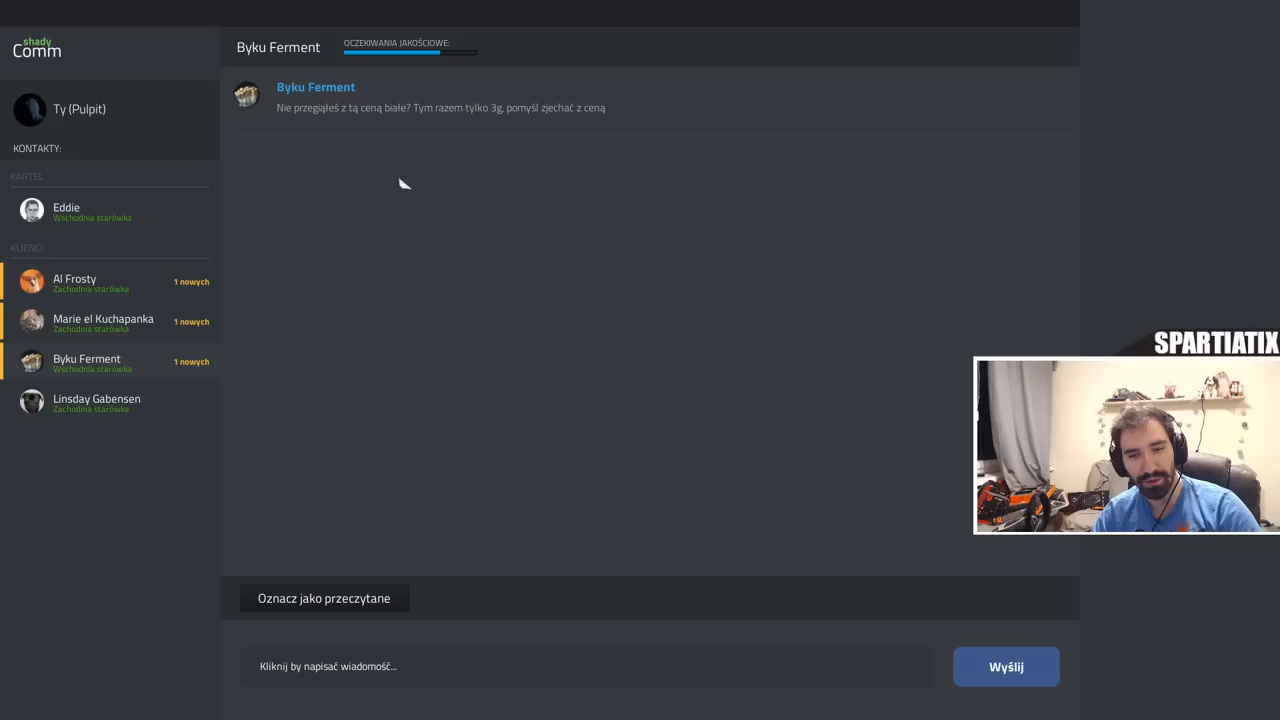 shady
Comm
Ty (Pulpit)
KONTAKTY:
KARTEL
Eddie
Wschodnia starówka
KLIENCI
Al Frosty
Zachodnia starówka
1 nowych
Marie el Kuchapanka
Zachodnia starówka
1 nowych
Byku Ferment
Wschodnia starówka
1 nowych
Linsday Gabensen
Zachodnia starówka
Byku Ferment
OCZEKIWANIA JAKOŚCIOWE:
Byku Ferment
Nie przegiąłeś z tą ceną białe? Tym razem tylko 3g, pomyśl zjechać z ceną
Oznacz jako przeczytane
Kliknij by napisać wiadomość...
Wyślij
SPARTIATIX